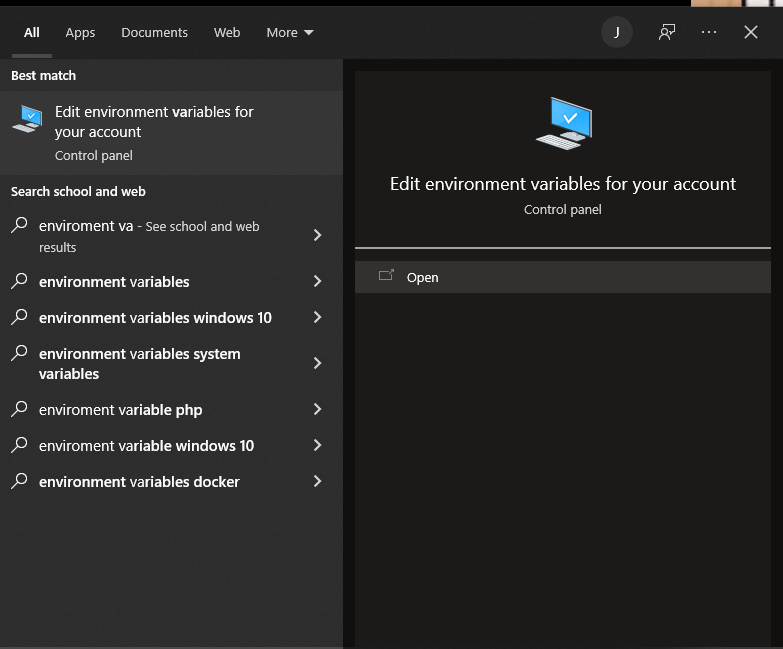 All Apps Documents Web More J
Best match
Edit environment variables for
your account
Control panel
Search school and web
enviroment va - See school and web
results
environment variables
environment variables windows 10
environment variables system
variables
enviroment variable php
enviroment variable windows 10
environment variables docker
Edit environment variables for your account
Control panel
Open